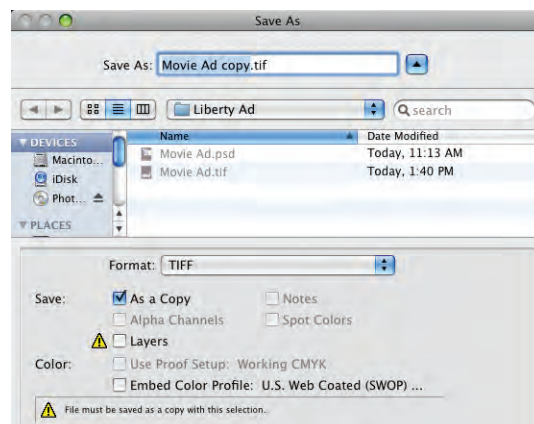 Save As
Save As: Movie Ad copy.tif
Liberty Ad
search
DEVICES
Name
Date Modified
Macinto...
Movie Ad.psd
Today, 11:13 AM
iDisk
Movie Ad.tif
Today, 1:40 PM
Phot...
PLACES
Format: TIFF
Save: As a Copy Notes
Alpha Channels Spot Colors
Layers
Color: Use Proof Setup: Working CMYK
Embed Color Profile: U.S. Web Coated (SWOP) ...
File must be saved as a copy with this selection.